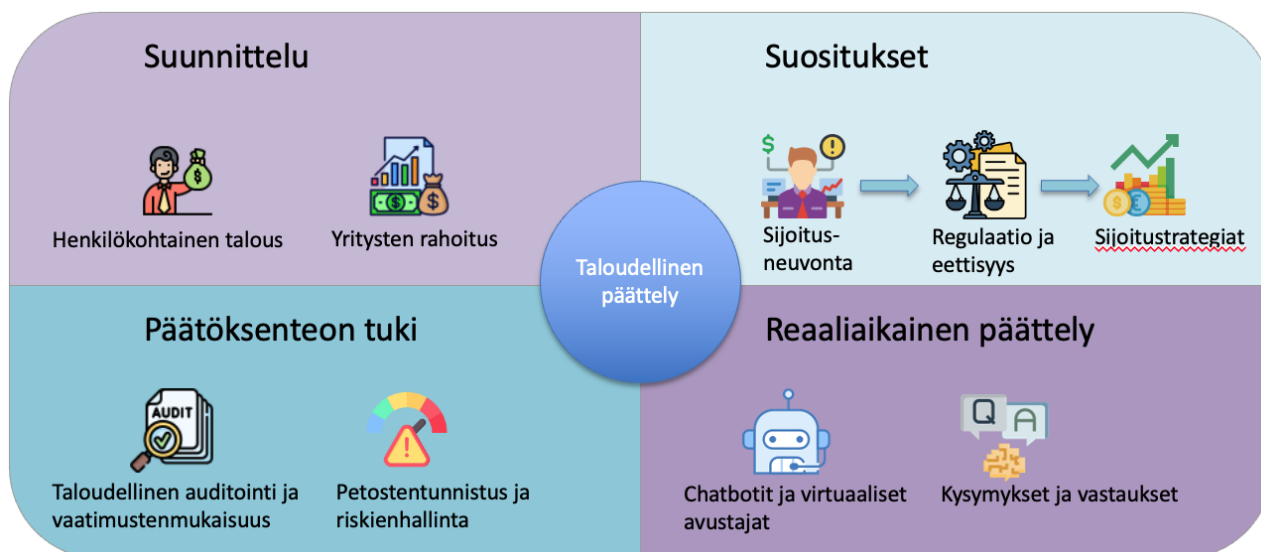 Suunnittelu
Henkilökohtainen talous
Yritysten rahoitus
Suositukset
$
Sijoitus-
neuvonta
Regulaatio ja
eettisyys
$ €
Sijoitustrategiat
Taloudellinen
päättely
Päätöksenteon tuki
AUDIT
Taloudellinen auditointi ja
vaatimustenmukaisuus
Petostentunnistus ja
riskienhallinta
Reaaliaikainen päättely
Chatbotit ja virtuaaliset
avustajat
Q A
Kysymykset ja vastaukset